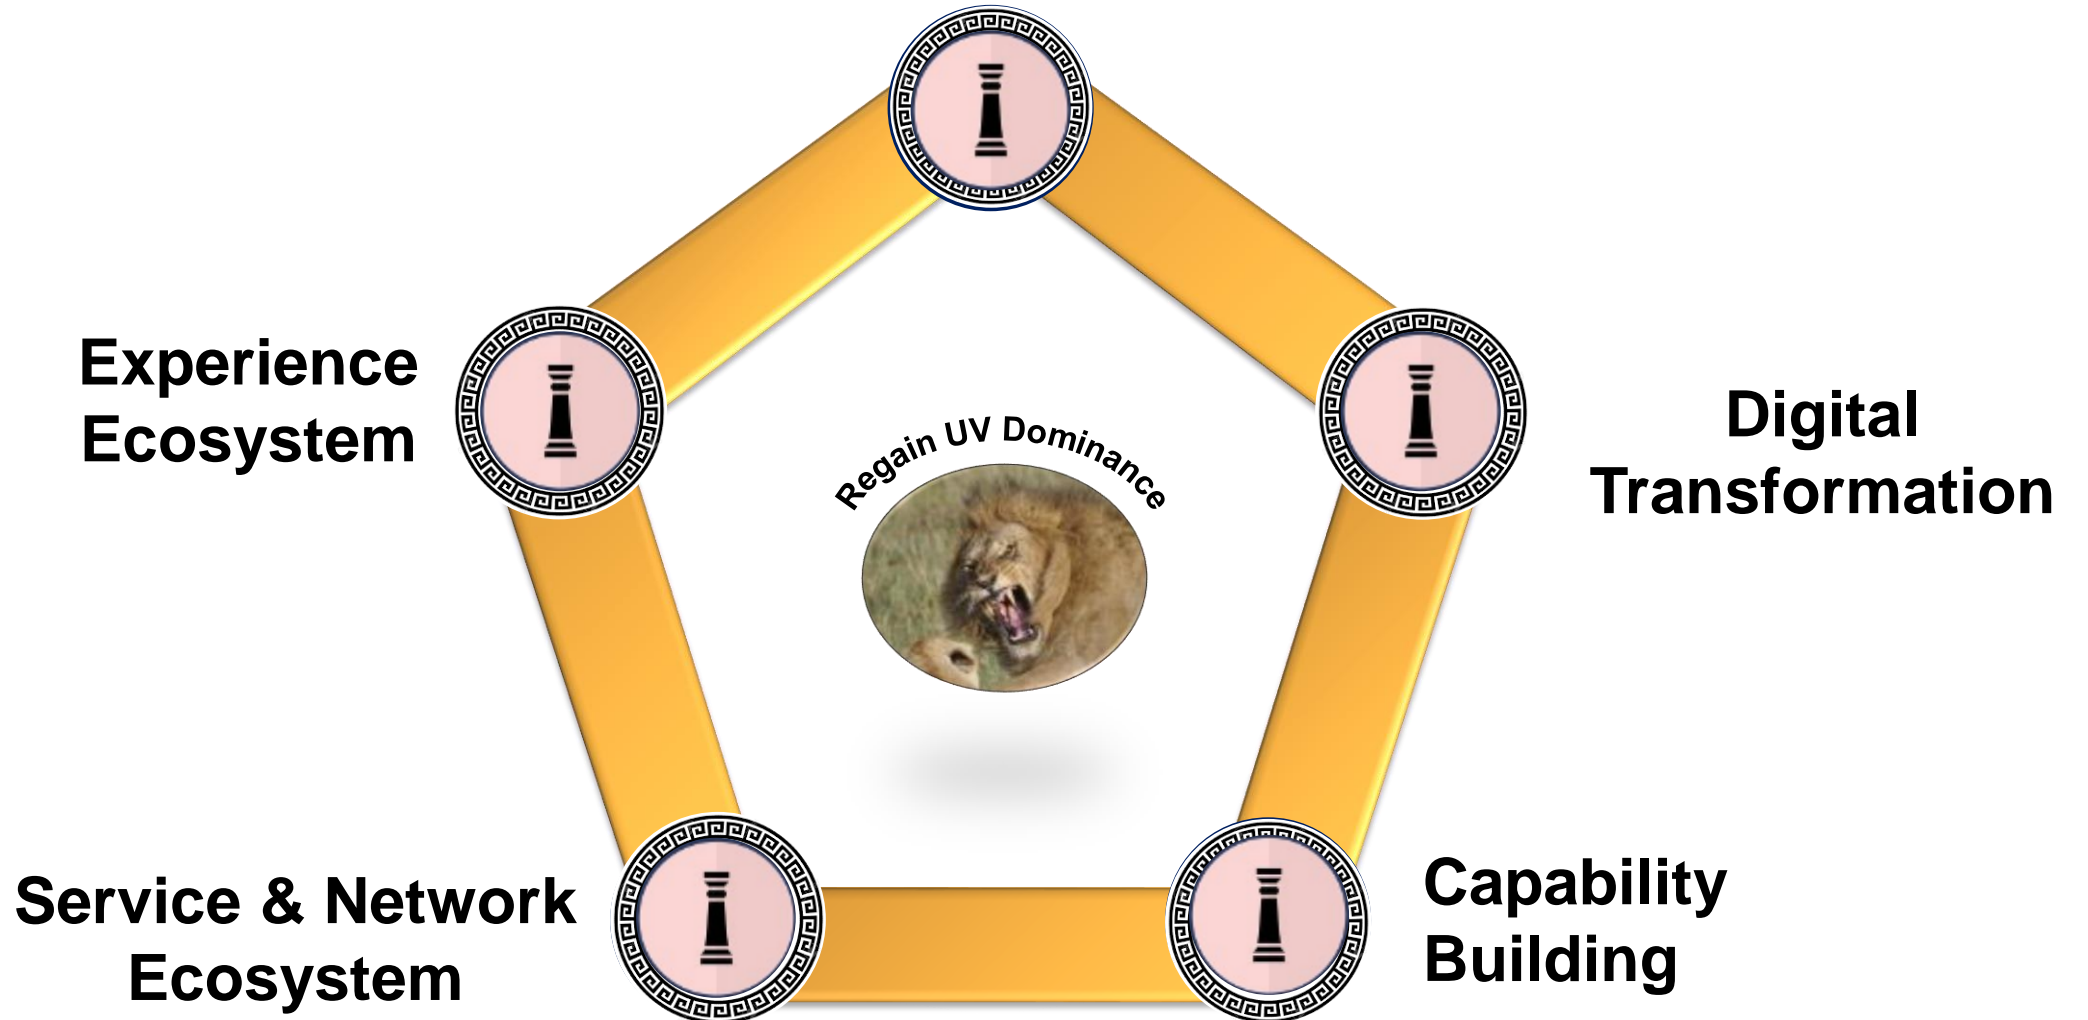 Experience
Ecosystem
Regain UV Dominance
Digital
Transformation
Service & Network
Ecosystem
Capability
Building